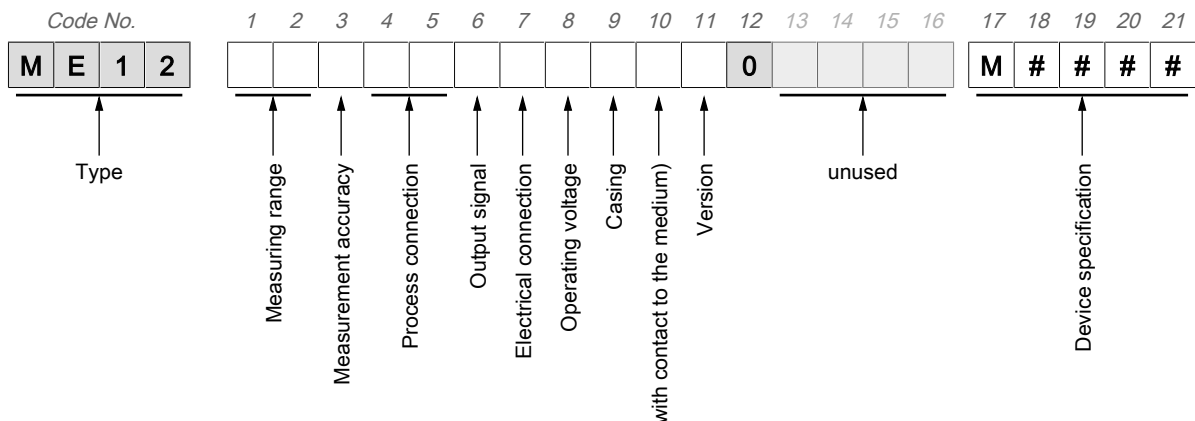 Code No. 1 2 3 4 5 6 7 8 9 10 11 12 13 14 15 16 17 18 19 20 21
M E 1 2 0 M # # # #
Type
Measuring range
Measurement accuracy
Process connection
Output signal
Electrical connection
Operating voltage
Casing
with contact to the medium)
Version
unused
Device specification